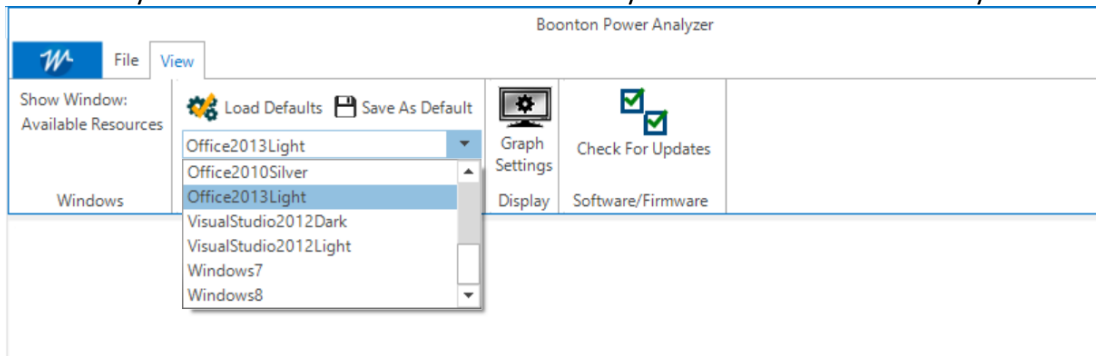 Boonton Power Analyzer
File View
Show Window:
Available Resources
Windows
Load Defaults Save As Default
Office2013Light
Office2010Silver
Office2013Light
VisualStudio2012Dark
VisualStudio2012Light
Windows7
Windows8
Graph
Settings
Display
Check For Updates
Software/Firmware